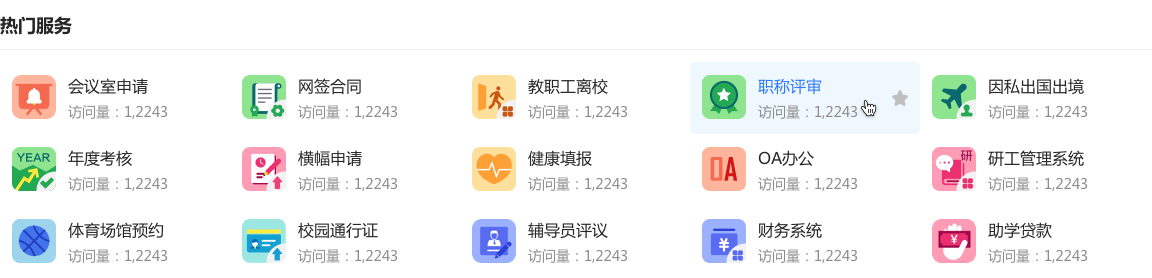 热门服务
会议室申请
访问量：1,2243
网签合同
访问量：1,2243
教职工离校
访问量：1,2243
职称评审
访问量：1,2243
因私出国出境
访问量：1,2243
YEAR
年度考核
访问量：1,2243
横幅申请
访问量：1,2243
健康填报
访问量：1,2243
OA
OA办公
访问量：1,2243
研
研工管理系统
访问量：1,2243
体育场馆预约
访问量：1,2243
校园通行证
访问量：1,2243
辅导员评议
访问量：1,2243
¥
财务系统
访问量：1,2243
¥
助学贷款
访问量：1,2243